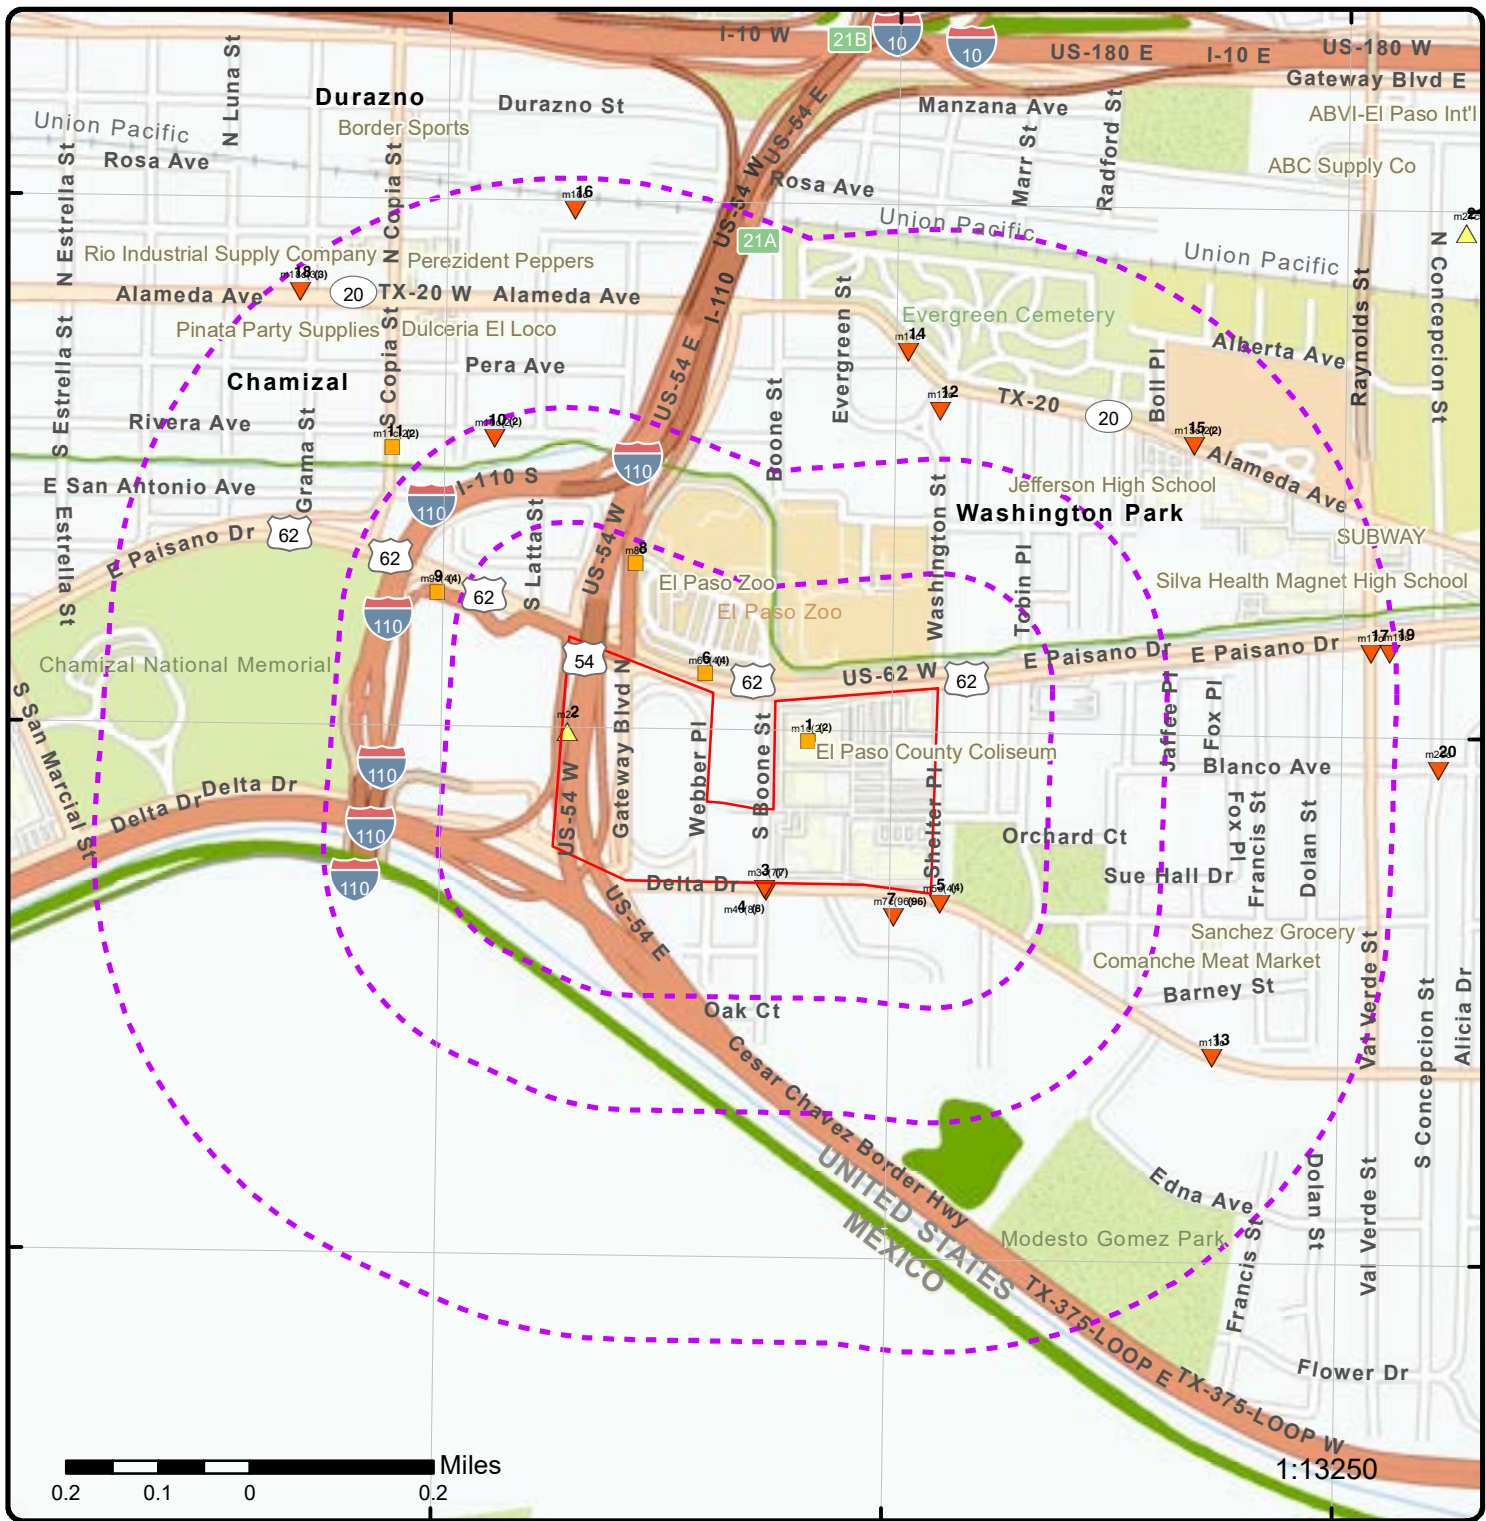 I-10 W
21B
10
10
US-180 E
I-10 E
US-180 W
Gateway Blvd E
N Luna St
Durazno
Durazno St
US-54 E
Manzana Ave
Radford St
ABVI-El Paso Int'l
Union Pacific
Border Sports
Marr St
ABC Supply Co
Rosa Ave
N Estrella St
N Copia St
16
US-54 W
Rosa Ave
Union Pacific
21A
Union Pacific
N Concepcion St
Rio Industrial Supply Company
Perezident Peppers
18 (3)
20
Alameda Ave
TX-20 W
Alameda Ave
I-110
Evergreen St
Evergreen Cemetery
Raynolds St
Pinata Party Supplies
Dulceria El Loco
14
Alberta Ave
S Estrella St
S Copia St
Pera Ave
US-54 E
Boone St
Boll Pl
Chamizal
12
TX-20
20
Rivera Ave
Grama St
11 (2)
10 (2)
15 (2)
Alameda Ave
110
E San Antonio Ave
I-110 S
110
Jefferson High School
Washington Park
Washington St
62
E Paisano Dr
62
S Latta St
US-54 W
8
SUBWAY
Estrella St
9 (4)
62
El Paso Zoo
El Paso Zoo
Tobin Pl
Silva Health Magnet High School
110
Chamizal National Memorial
54
6 (4)
62
US-62 W
62
E Paisano Dr
E Paisano Dr
17
19
S San Marcial St
2
Gateway Blvd N
Webber Pl
S Boone St
1 (2)
El Paso County Coliseum
Jaffee Pl
Fox Pl
20
Blanco Ave
110
Delta Dr
Delta Dr
US-54 W
Shelter Pl
Fox Pl
Francis St
Dolan St
110
Orchard Ct
110
Delta Dr
3 (7)
4 (8)
7 (96)
5 (4)
Sue Hall Dr
US-54 E
Sanchez Grocery
Comanche Meat Market
Barney St
Val Verde St
S Concepcion St
Alicia Dr
Oak Ct
13
Cesar Chavez Border Hwy
UNITED STATES
MEXICO
Edna Ave
Dolan St
Val Verde St
Modesto Gomez Park
Francis St
TX-375-LOOP E
TX-375-LOOP W
Flower Dr
Miles
0.2 0.1 0 0.2
1:13250